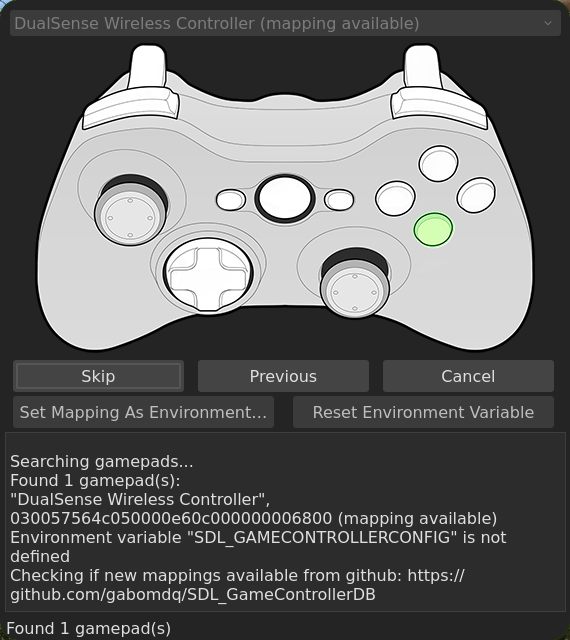 DualSense Wireless Controller (mapping available)
Skip
Previous
Cancel
Set Mapping As Environment...
Reset Environment Variable
Searching gamepads...
Found 1 gamepad(s):
"DualSense Wireless Controller",
030057564c050000e60c000000006800 (mapping available)
Environment variable "SDL_GAMECONTROLLERCONFIG" is not
defined
Checking if new mappings available from github: https://
github.com/gabomdq/SDL_GameControllerDB
Found 1 gamepad(s)